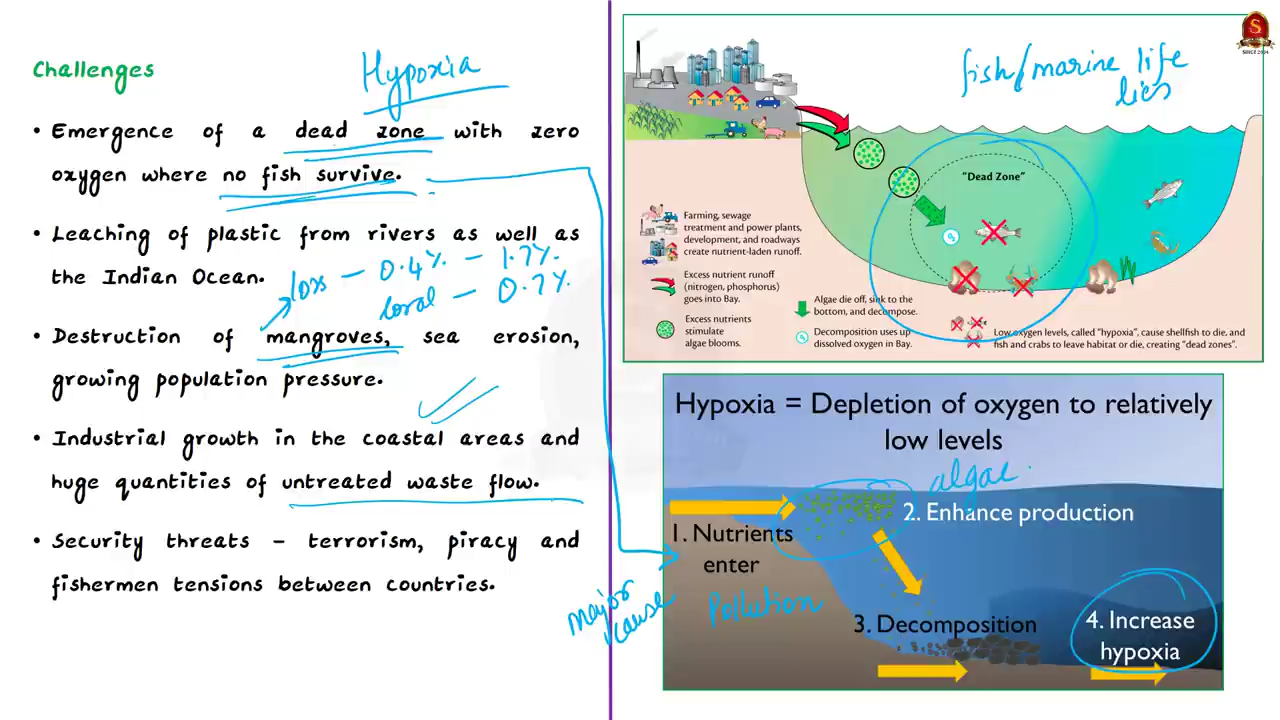 Challenges
Hypoxia
• Emergence of a dead zone with zero
oxygen where no fish survive.
• Leaching of plastic from rivers as well as
the Indian Ocean.
loss – 0.4% – 1.7%.
Coral – 0.7%
• Destruction of mangroves, sea erosion,
growing population pressure.
• Industrial growth in the coastal areas and
huge quantities of untreated waste flow.
• Security threats – terrorism, piracy and
fishermen tensions between countries.
S
SINCE 2004
fish/marine life
lies
"Dead Zone"
O₂
Farming, sewage
treatment and power plants,
development, and roadways
create nutrient-laden runoff.
Excess nutrient runoff
(nitrogen, phosphorus)
goes into Bay.
Excess nutrients
stimulate
algae blooms.
Algae die off, sink to the
bottom, and decompose.
O₂
Decomposition uses up
dissolved oxygen in Bay.
Low oxygen levels, called "hypoxia", cause shellfish to die, and
fish and crabs to leave habitat or die, creating "dead zones".
Hypoxia = Depletion of oxygen to relatively
low levels
algae
2. Enhance production
1. Nutrients
enter
major
cause
Pollution
3. Decomposition
4. Increase
hypoxia